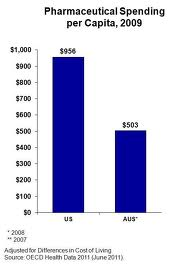 Pharmaceutical Spending
per Capita, 2009
$1,000
$956
$900
$800
$700
$600
$503
$500
$400
$300
$200
$100
$0
US
AUS*
* 2008
** 2007
Adjusted for Differences in Cost of Living
Source: OECD Health Data 2011 (June 2011).